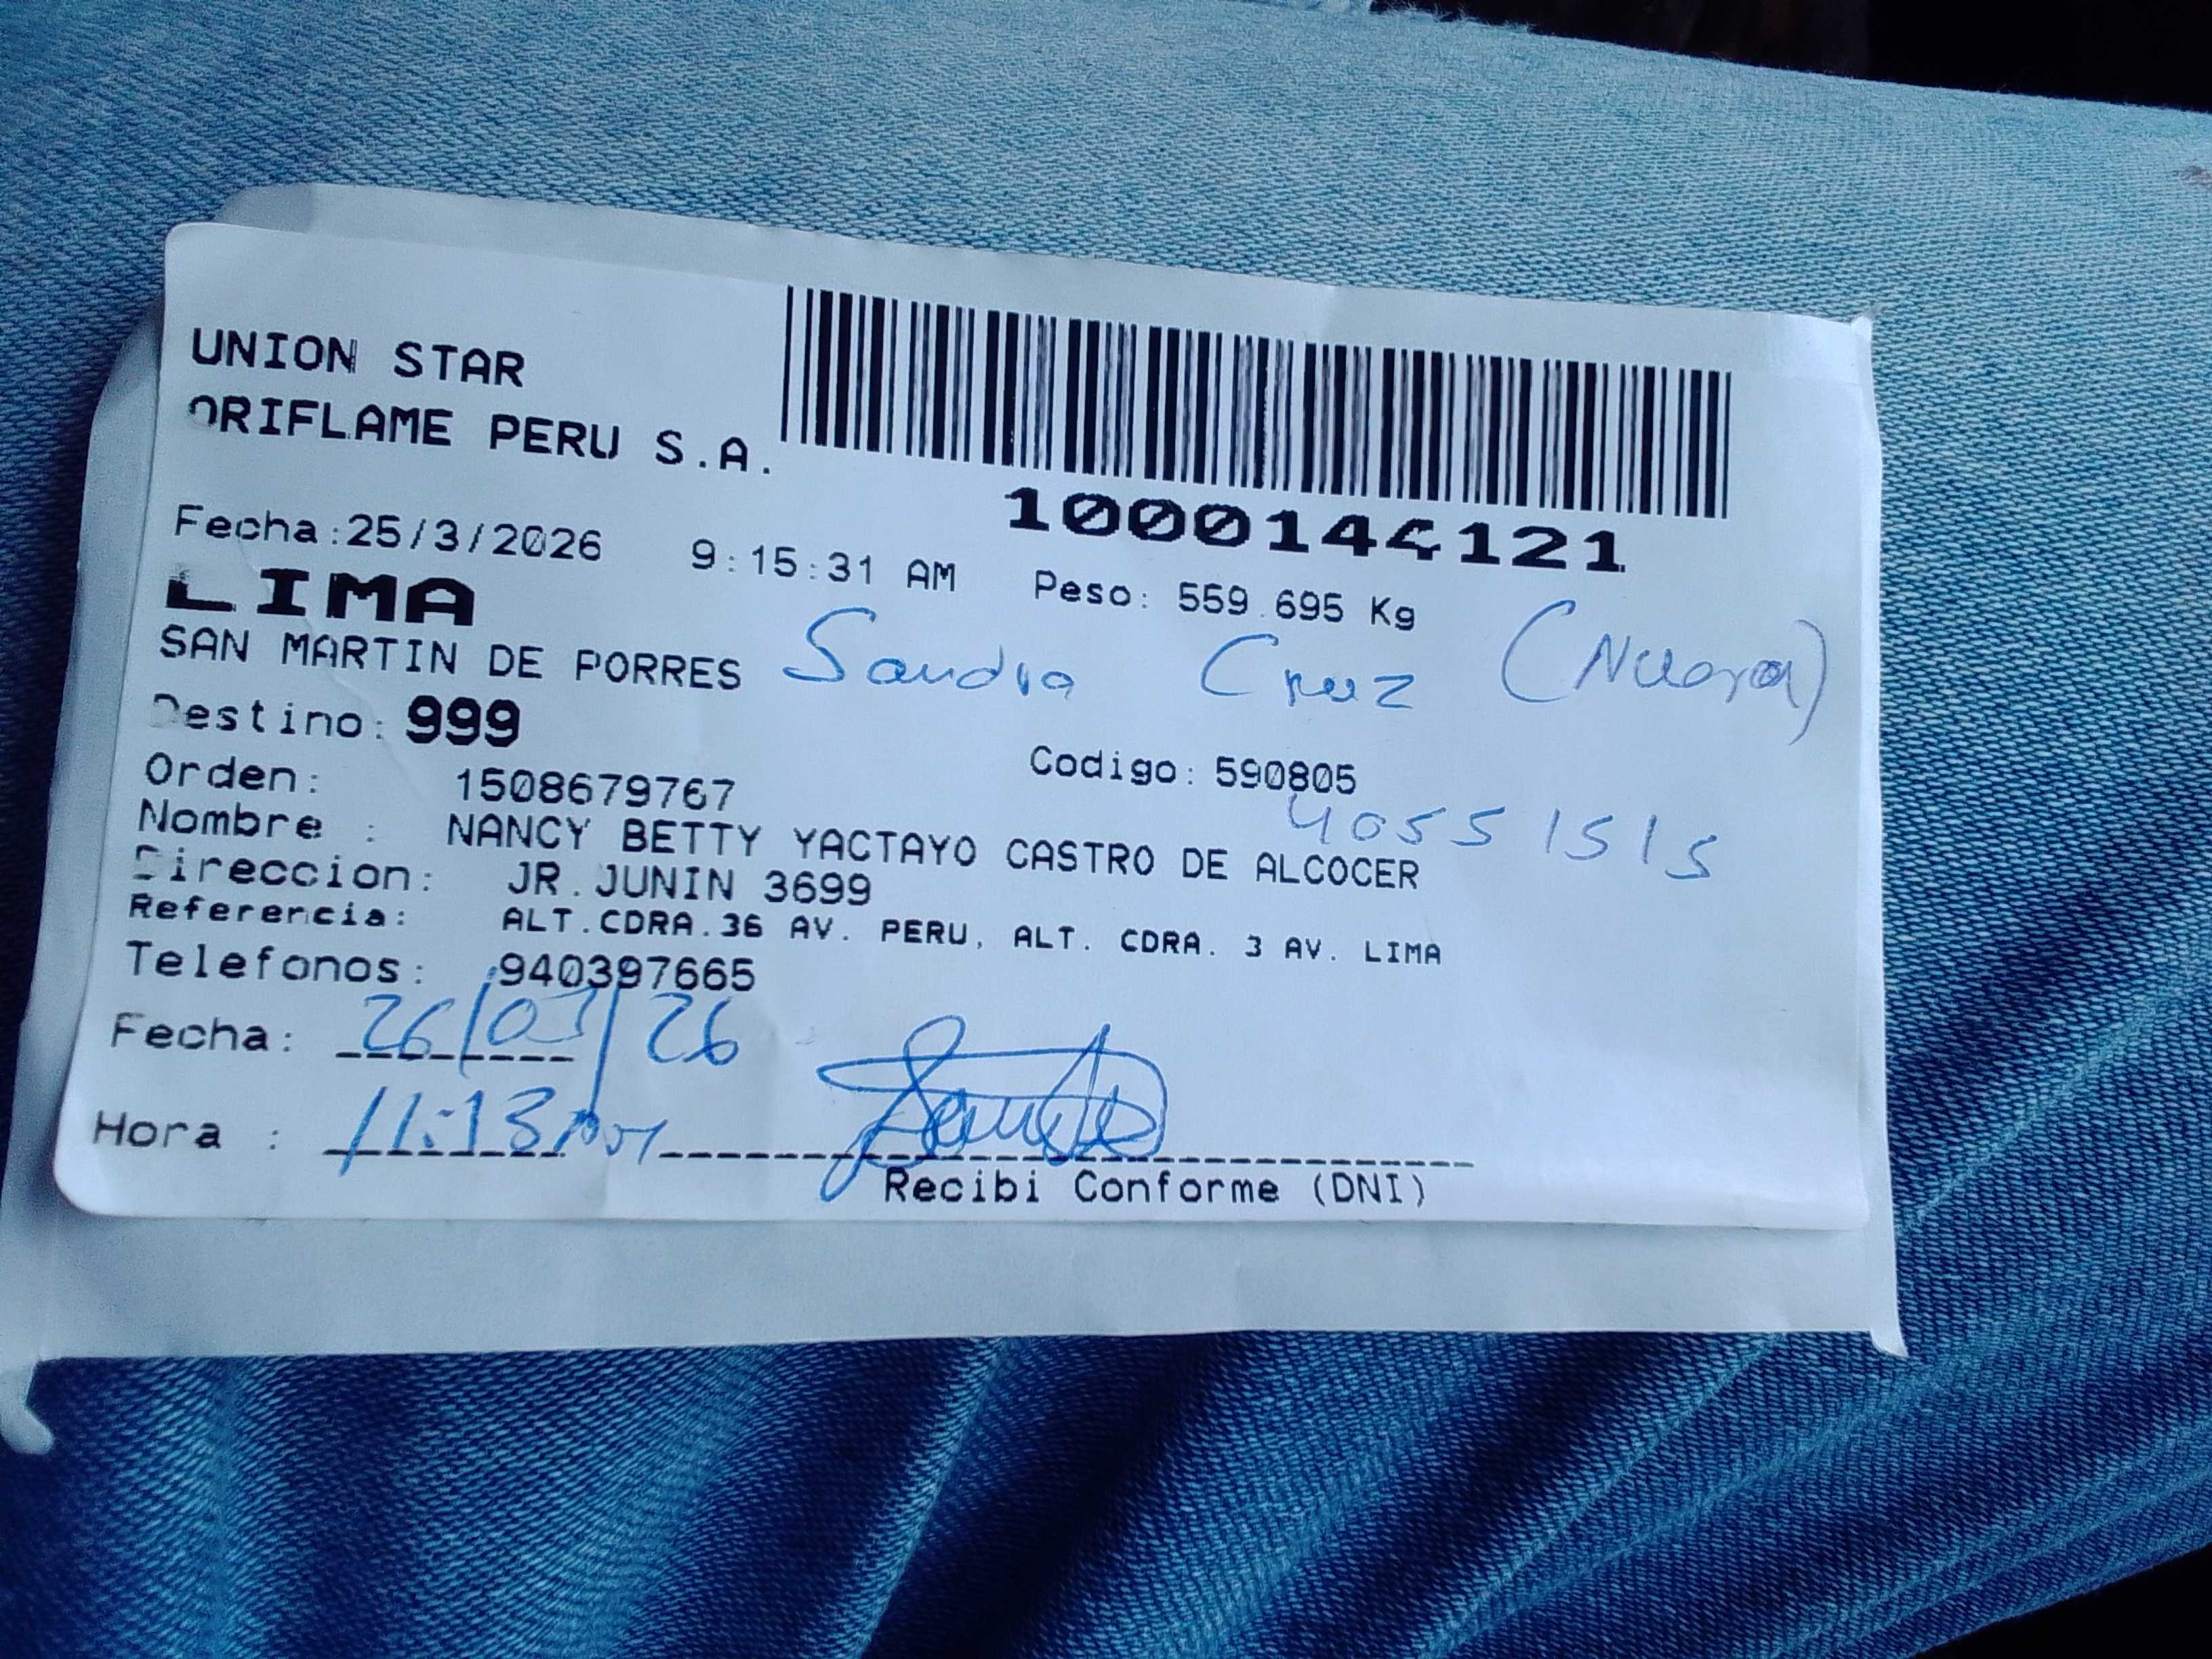 UNION STAR
ORIFLAME PERU S.A.
1000144121
Fecha:25/3/2026 9:15:31 AM Peso: 559.695 Kg
LIMA
SAN MARTIN DE PORRES Sandra Cruz (Nuera)
Destino: 999
Orden: 1508679767 Codigo: 590805
40551515
Nombre : NANCY BETTY YACTAYO CASTRO DE ALCOCER
Direccion: JR.JUNIN 3699
Referencia: ALT.CDRA.36 AV. PERU, ALT. CDRA. 3 AV. LIMA
Telefonos: 940397665
Fecha: 26/03/26
Hora : 11:13
Recibi Conforme (DNI)